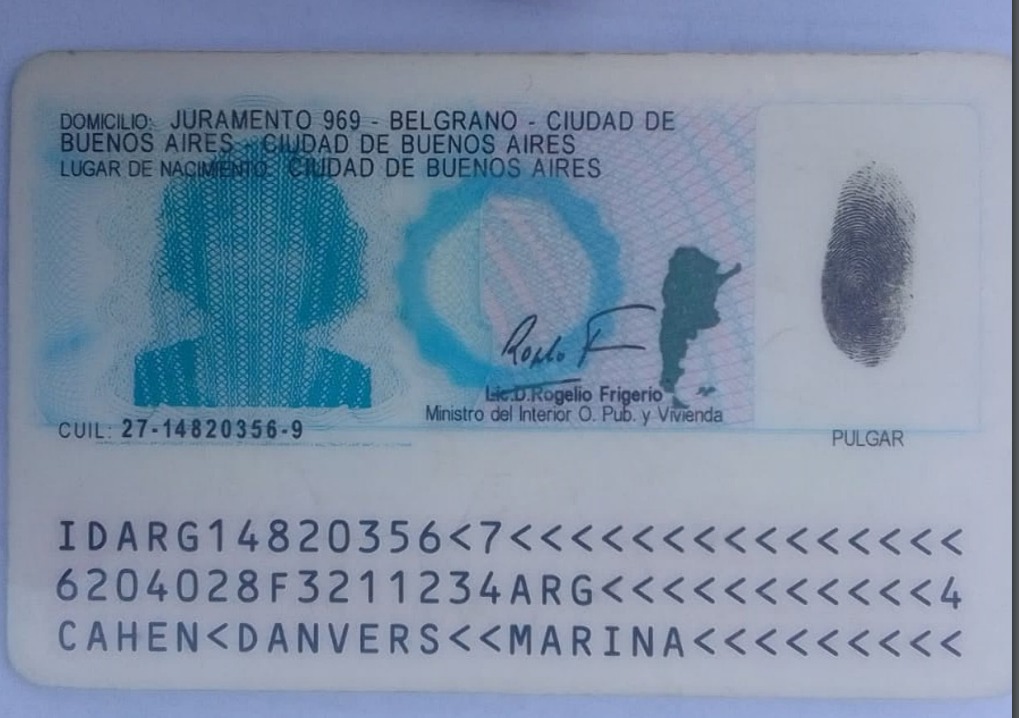 DOMICILIO: JURAMENTO 969 - BELGRANO - CIUDAD DE
BUENOS AIRES - CIUDAD DE BUENOS AIRES
LUGAR DE NACIMIENTO: CIUDAD DE BUENOS AIRES
Lic.D.Rogelio Frigerio
Ministro del Interior O. Pub. y Vivienda
CUIL: 27-14820356-9
PULGAR
IDARG14820356<7<<<<<<<<<<<<<<<
6204028F3211234ARG<<<<<<<<<<<4
CAHEN<DANVERS<<MARINA<<<<<<<<<